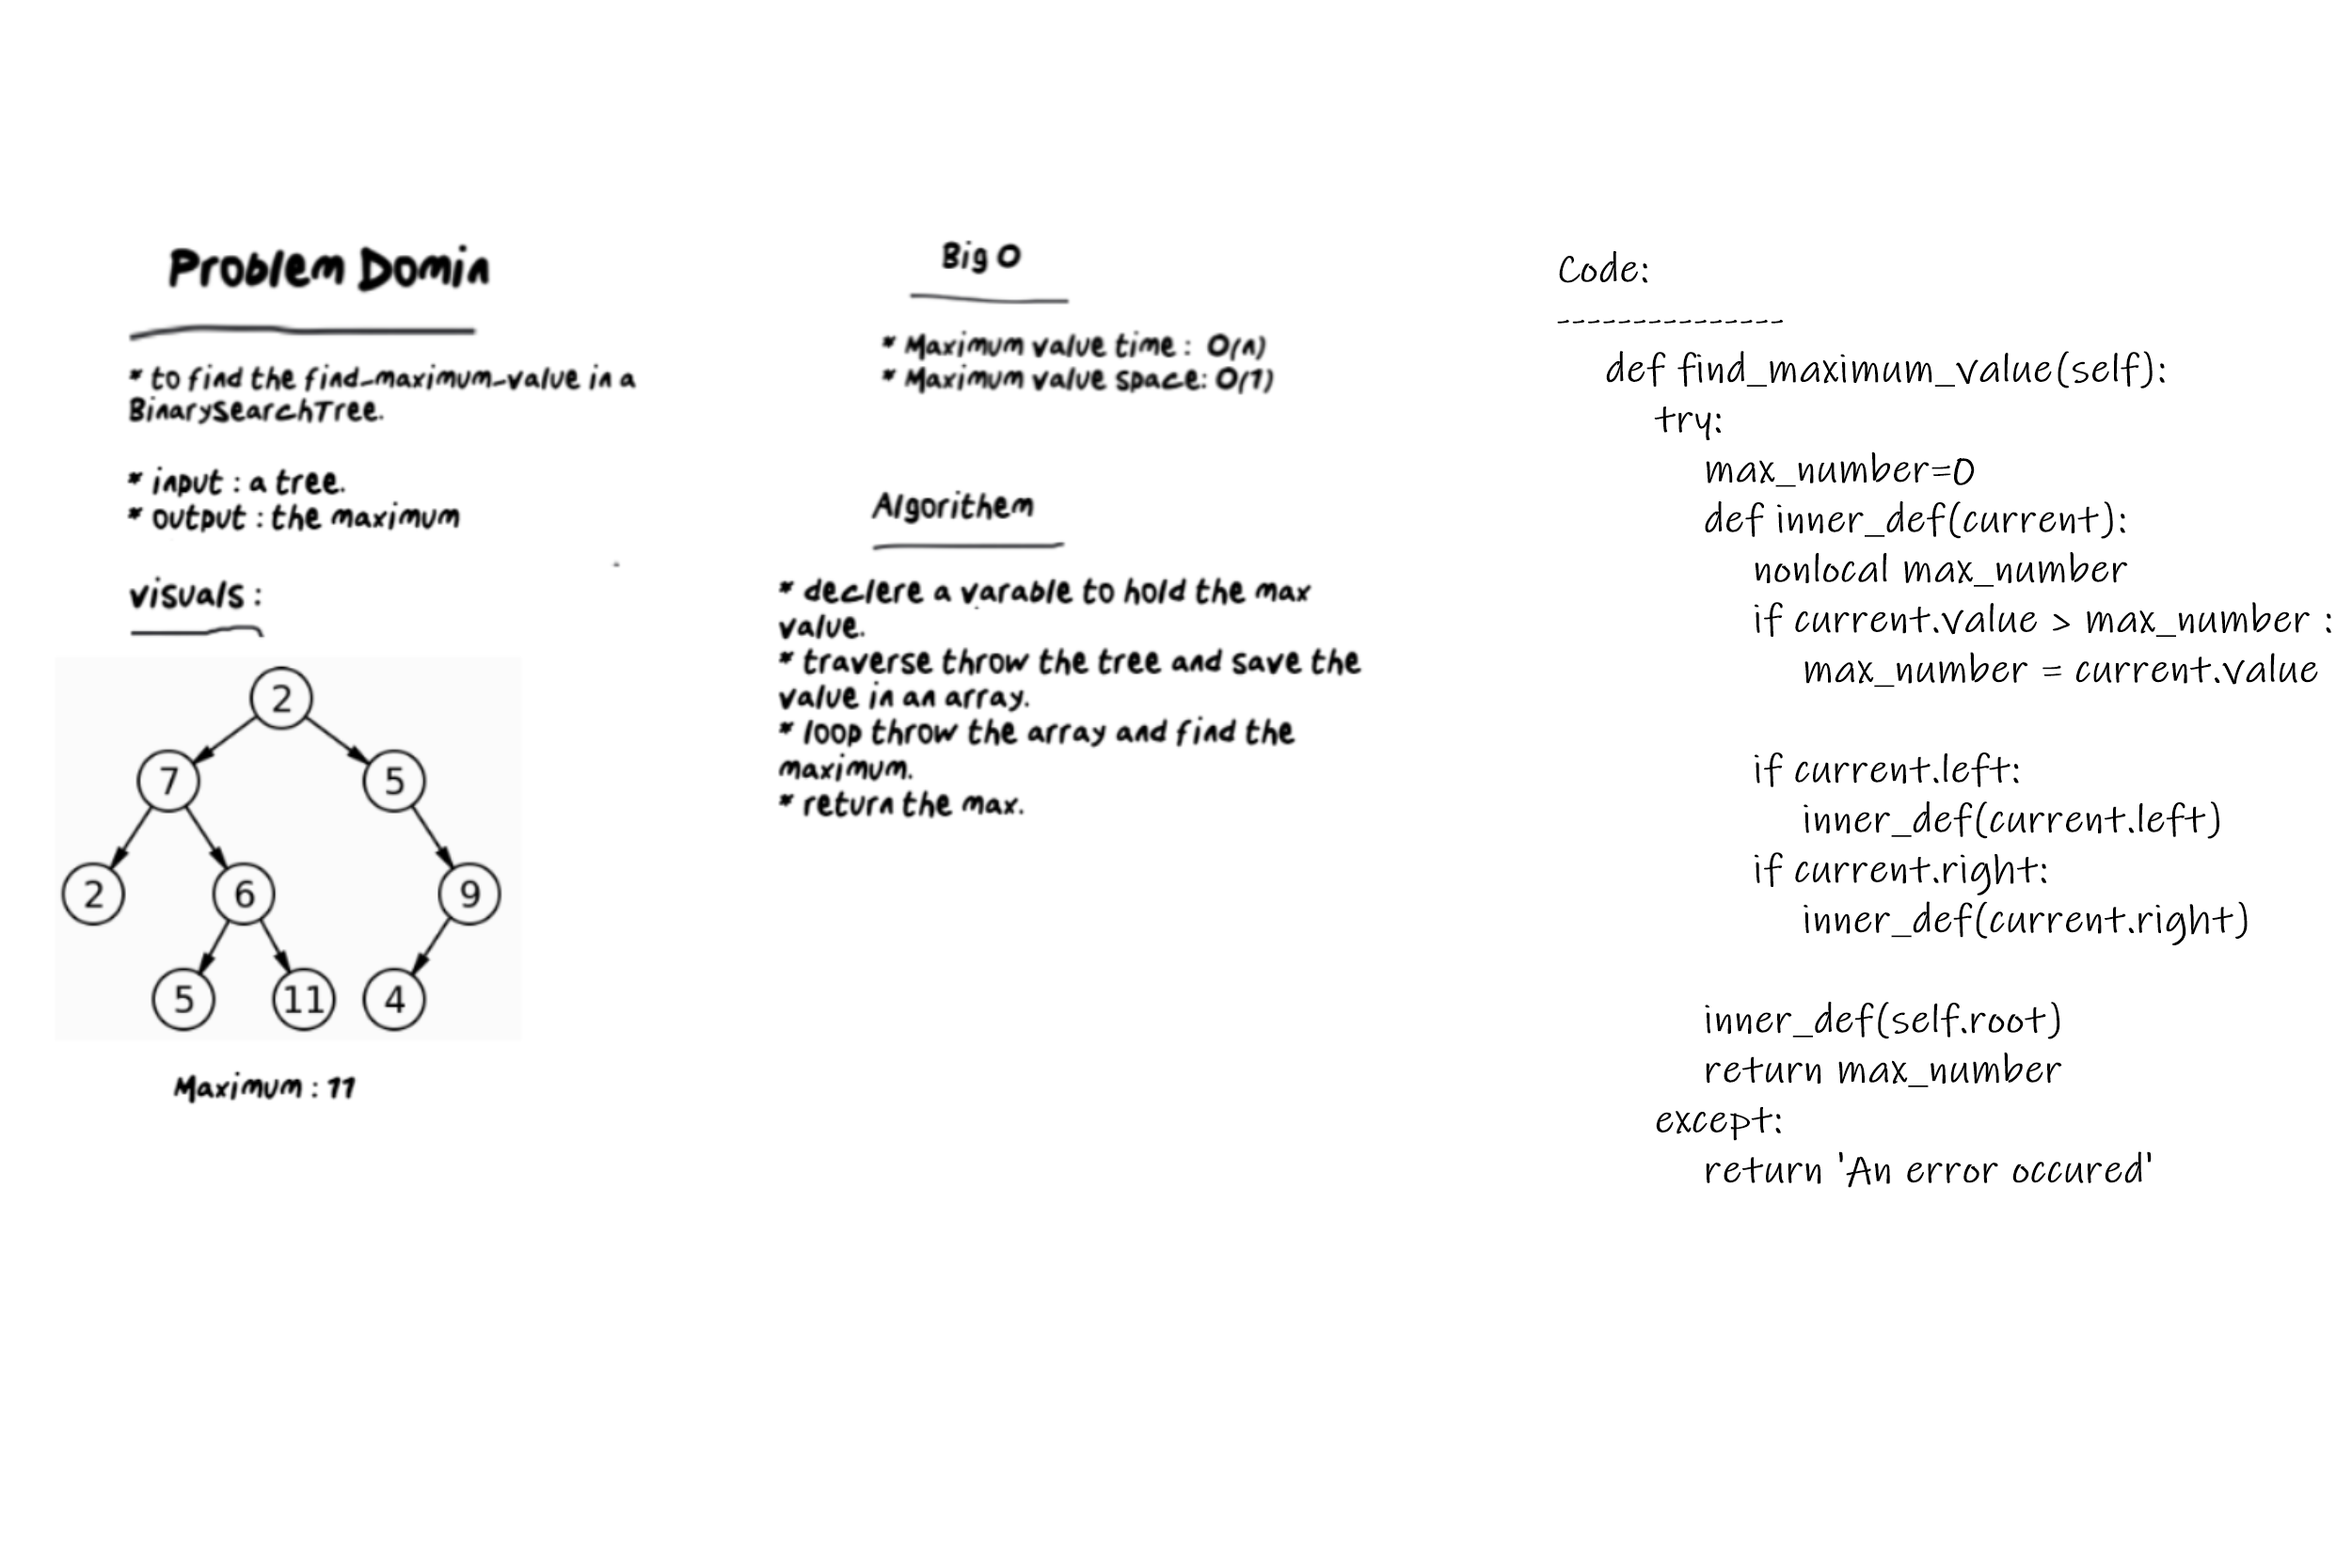 Problem Domin
* to find the find-maximum-value in a
BinarySearchTree.
* input : a tree.
* output : the maximum
visuals :
2
7 5
2 6 9
5 11 4
Maximum : 11
Big O
* Maximum value time : O(n)
* Maximum value space: O(1)
Algorithem
* declere a varable to hold the max
value.
* traverse throw the tree and save the
value in an array.
* loop throw the array and find the
maximum.
* return the max.
Code:
---------------
def find_maximum_value(self):
try:
max_number=0
def inner_def(current):
nonlocal max_number
if current.value > max_number :
max_number = current.value
if current.left:
inner_def(current.left)
if current.right:
inner_def(current.right)
inner_def(self.root)
return max_number
except:
return 'An error occured'